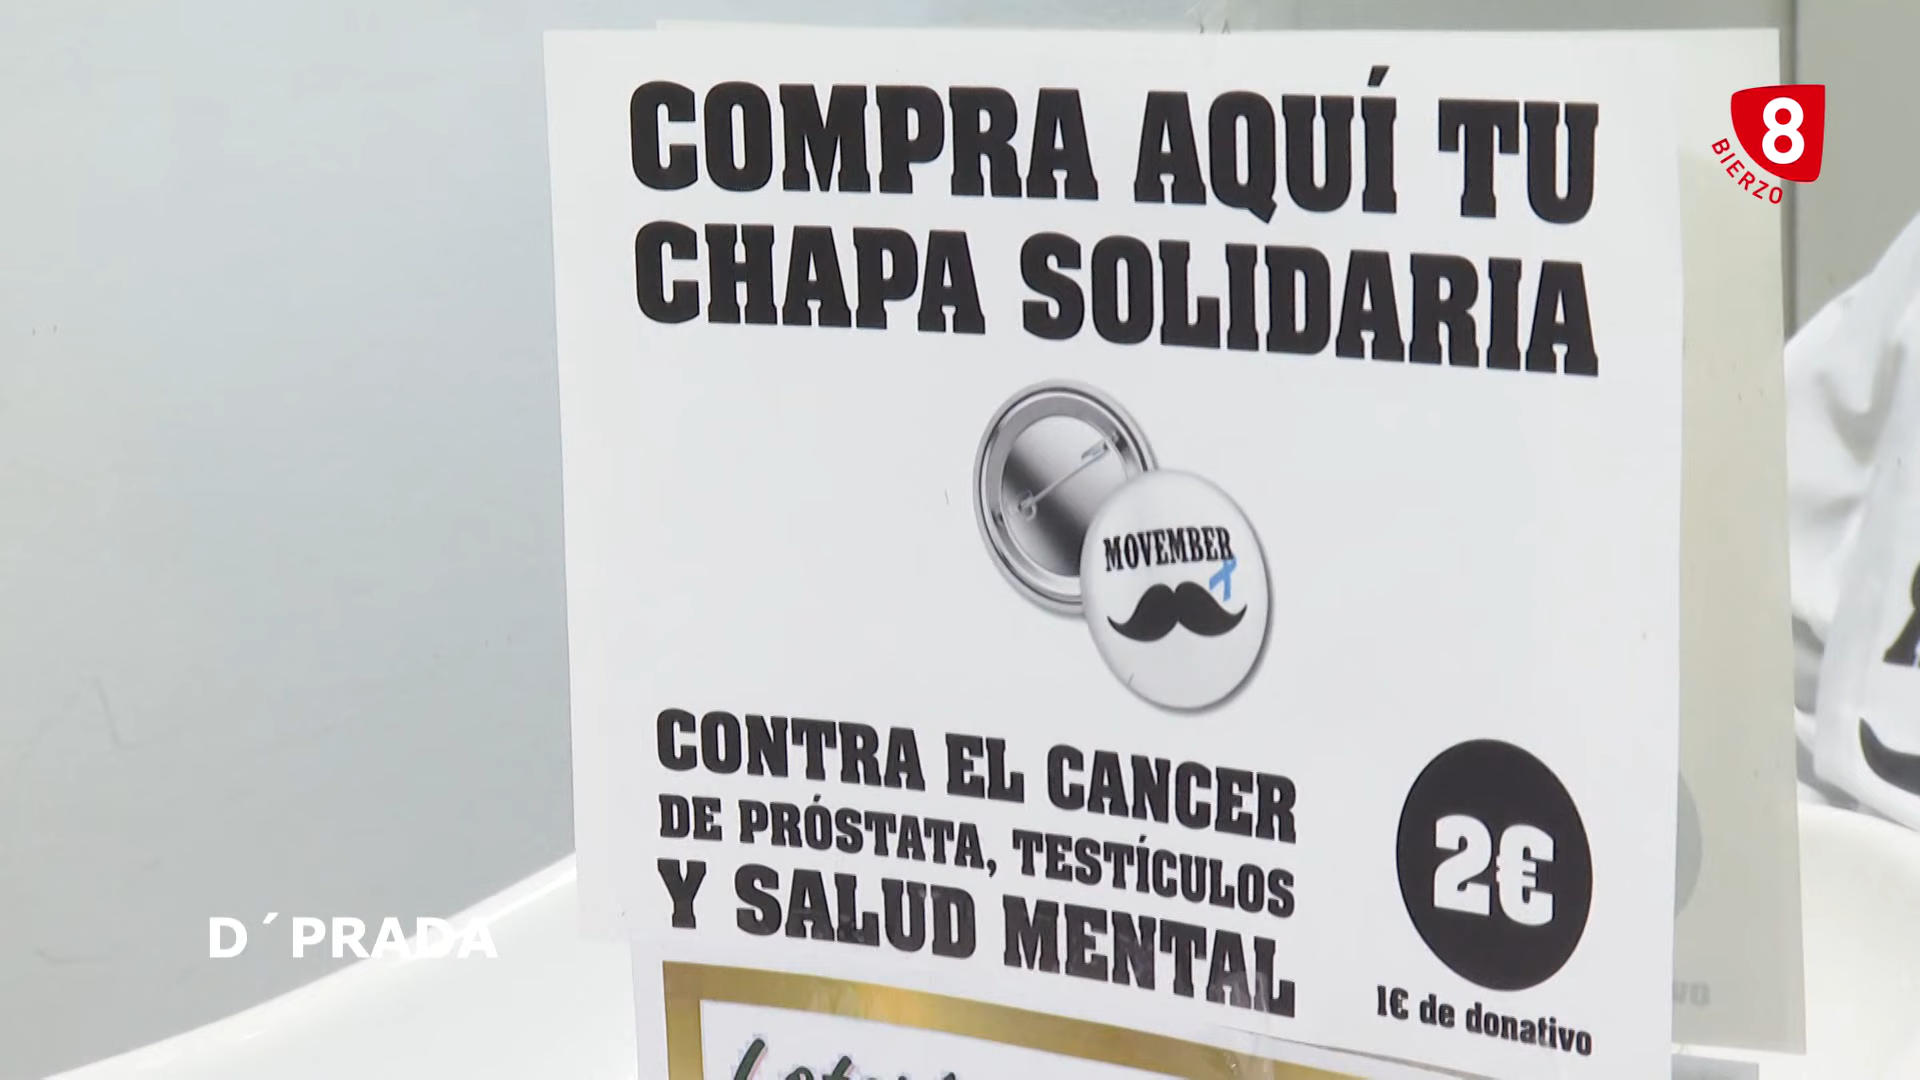 COMPRA AQUÍ TU
CHAPA SOLIDARIA
8
BIERZO
MOVEMBER
CONTRA EL CANCER
DE PRÓSTATA, TESTÍCULOS
Y SALUD MENTAL
2€
1€ de donativo
D´PRADA